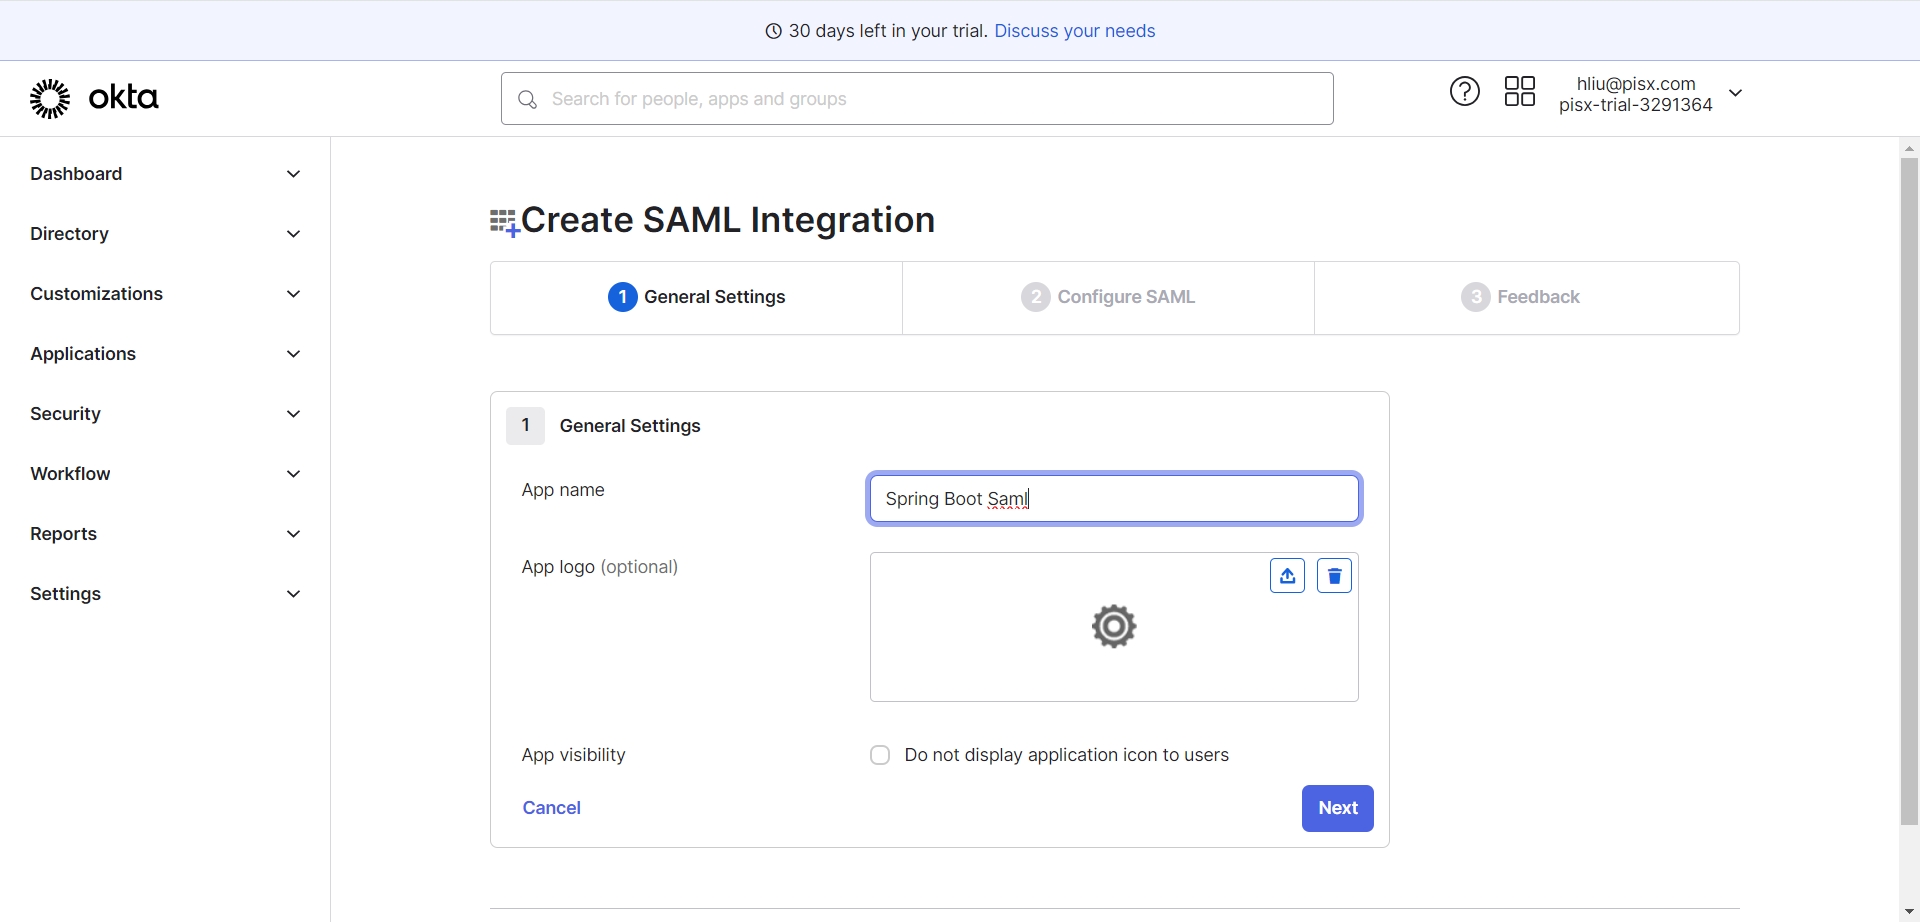 30 days left in your trial. Discuss your needs
okta
Search for people, apps and groups
hliu@pisx.com
pisx-trial-3291364
Dashboard
Directory
Customizations
Applications
Security
Workflow
Reports
Settings
Create SAML Integration
1 General Settings
2 Configure SAML
3 Feedback
1 General Settings
App name
Spring Boot Saml
App logo (optional)
App visibility
Do not display application icon to users
Cancel
Next